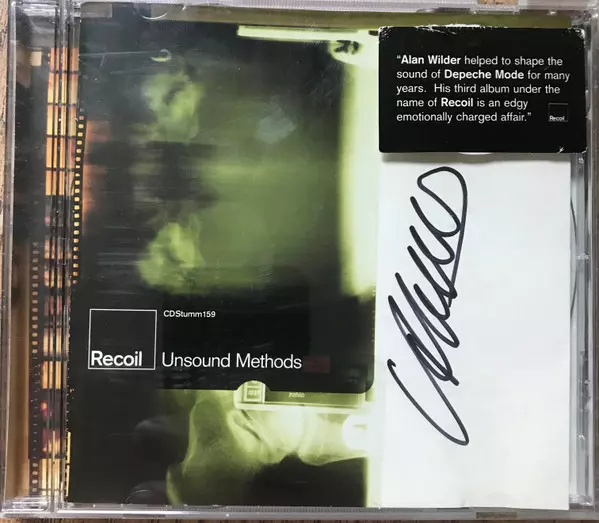 “Alan Wilder helped to shape the
sound of Depeche Mode for many
years. His third album under the
name of Recoil is an edgy
emotionally charged affair.”
Recoil
CDStumm159
Recoil
Unsound Methods